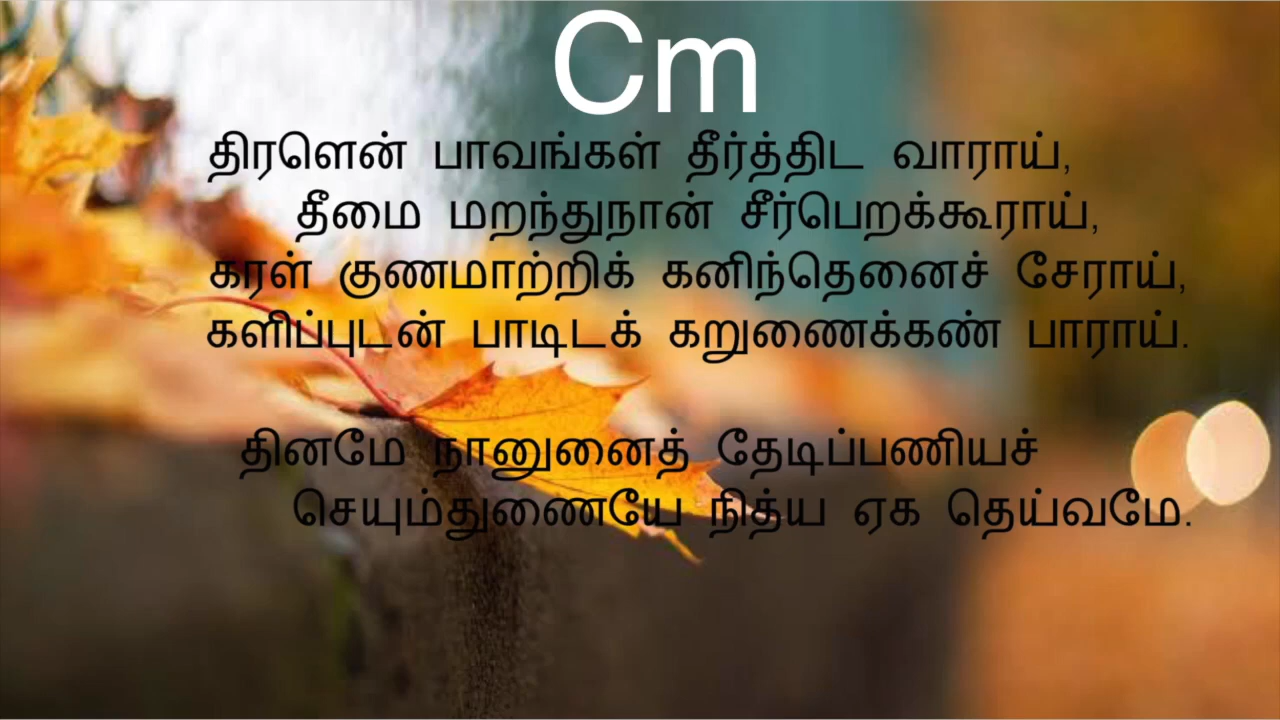 Cm
திரளென் பாவங்கள் தீர்த்திட வாராய்,
தீமை மறந்துநான் சீர்பெறக்கூராய்,
கரள் குணமாற்றிக் கனிந்தெனைச் சேராய்,
களிப்புடன் பாடிடக் கறுணைக்கண் பாராய்.
தினமே நானுனைத் தேடிப்பணியச்
செயும்துணையே நித்ய ஏக தெய்வமே.